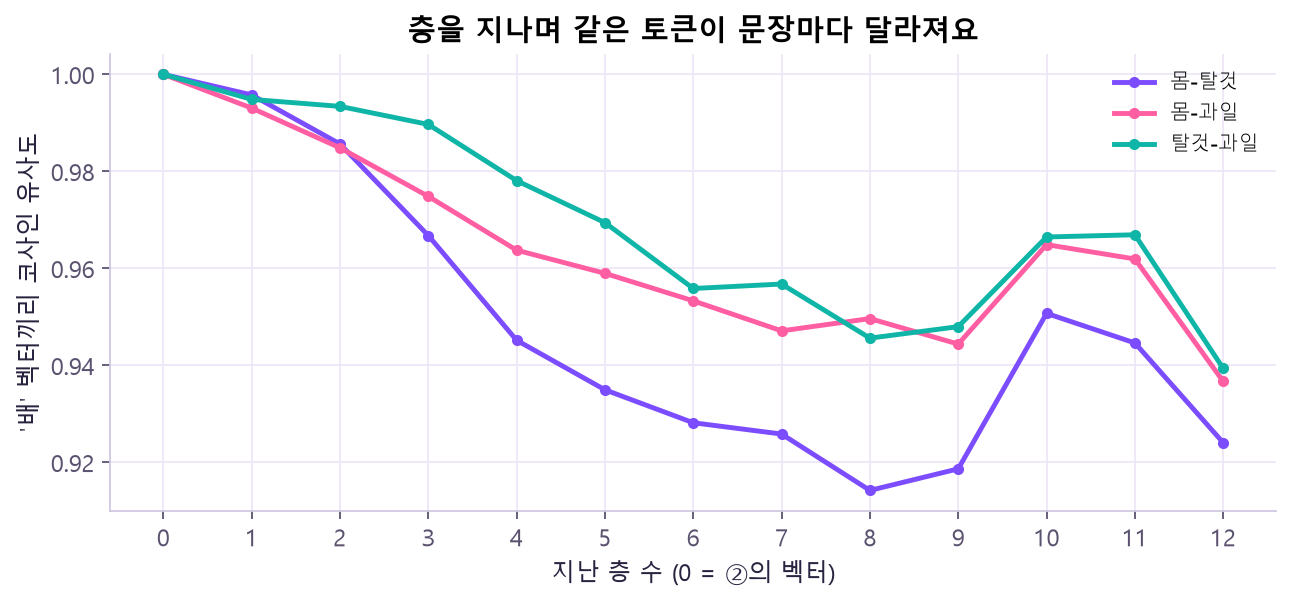 층을 지나며 같은 토큰이 문장마다 달라져요
'배' 벡터끼리 코사인 유사도
1.00
0.98
0.96
0.94
0.92
몸-탈것
몸-과일
탈것-과일
0 1 2 3 4 5 6 7 8 9 10 11 12
지난 층 수 (0 = ②의 벡터)